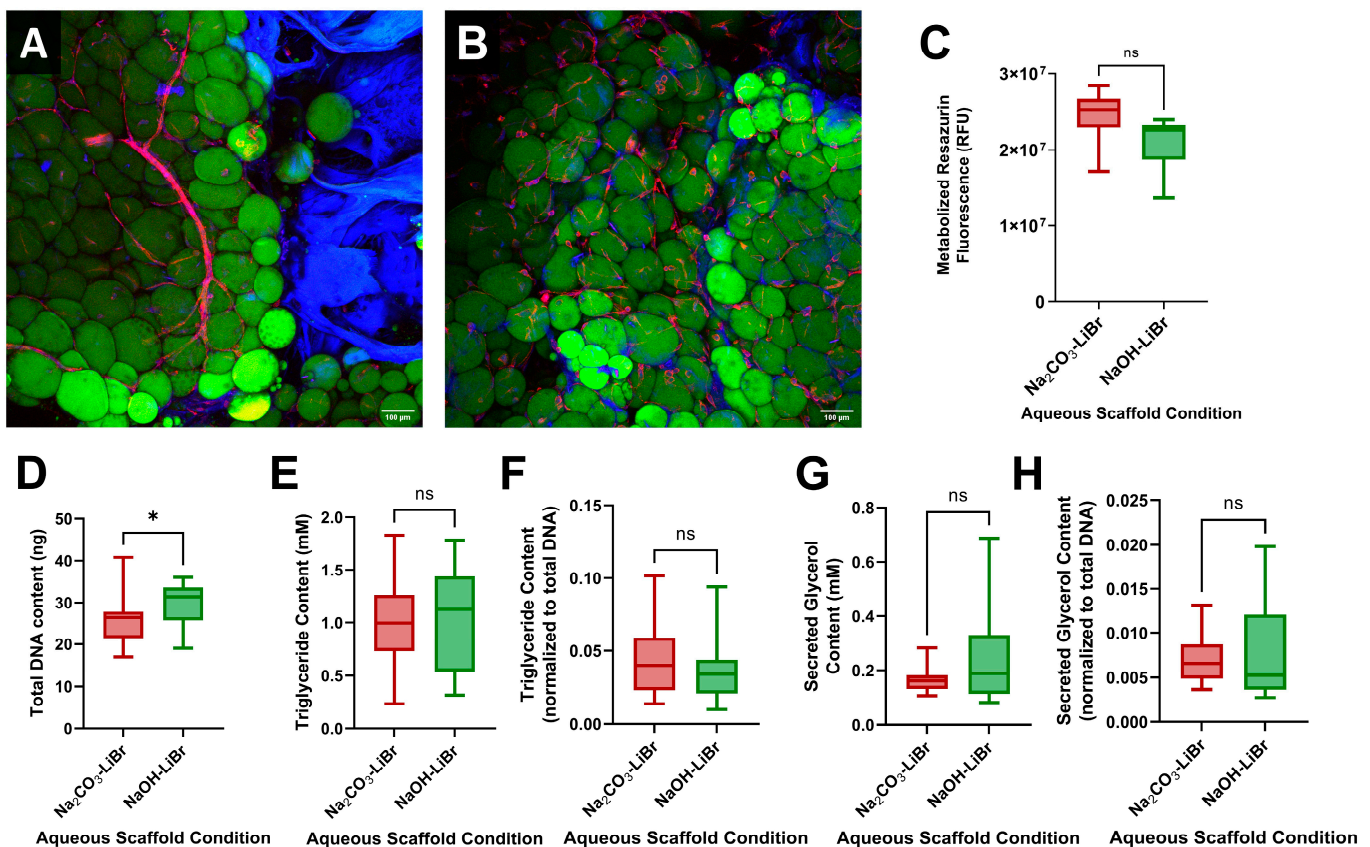 A
B
100 µm
100 µm
C
ns
3×10⁷
2×10⁷
1×10⁷
0
Metabolized Resazurin
Fluorescence (RFU)
Na₂CO₃-LiBr
NaOH-LiBr
Aqueous Scaffold Condition
D
*
50
40
30
20
10
0
Total DNA content (ng)
Na₂CO₃-LiBr
NaOH-LiBr
Aqueous Scaffold Condition
E
ns
2.0
1.5
1.0
0.5
0.0
Triglyceride Content (mM)
Na₂CO₃-LiBr
NaOH-LiBr
Aqueous Scaffold Condition
F
ns
0.15
0.10
0.05
0.00
Triglyceride Content
(normalized to total DNA)
Na₂CO₃-LiBr
NaOH-LiBr
Aqueous Scaffold Condition
G
ns
0.8
0.6
0.4
0.2
0.0
Secreted Glycerol
Content (mM)
Na₂CO₃-LiBr
NaOH-LiBr
Aqueous Scaffold Condition
H
ns
0.025
0.020
0.015
0.010
0.005
0.000
Secreted Glycerol Content
(normalized to total DNA)
Na₂CO₃-LiBr
NaOH-LiBr
Aqueous Scaffold Condition